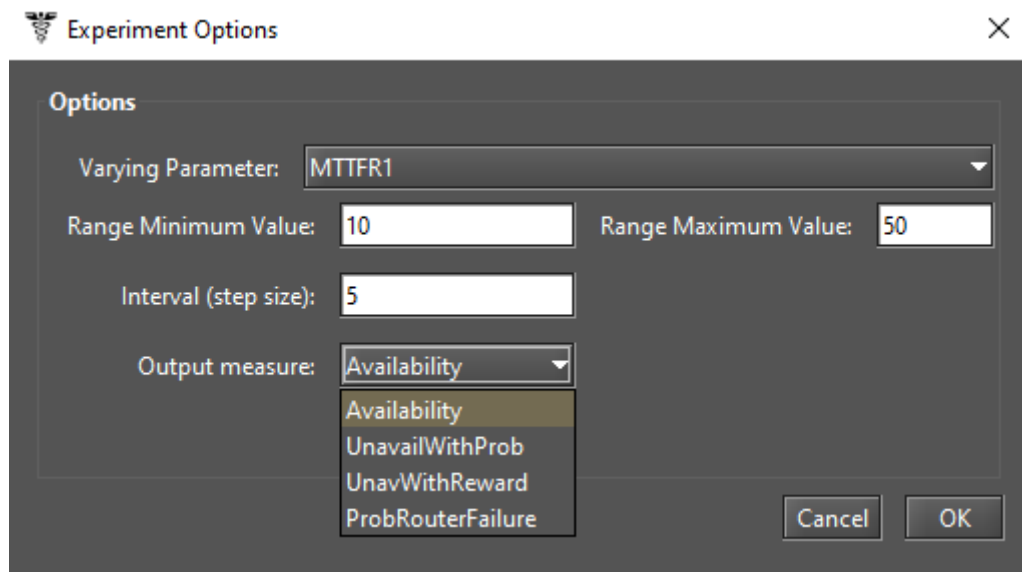 Experiment Options
Options
Varying Parameter: MTTFR1
Range Minimum Value: 10 Range Maximum Value: 50
Interval (step size): 5
Output measure: Availability
Availability
UnavailWithProb
UnavWithReward
ProbRouterFailure
Cancel OK